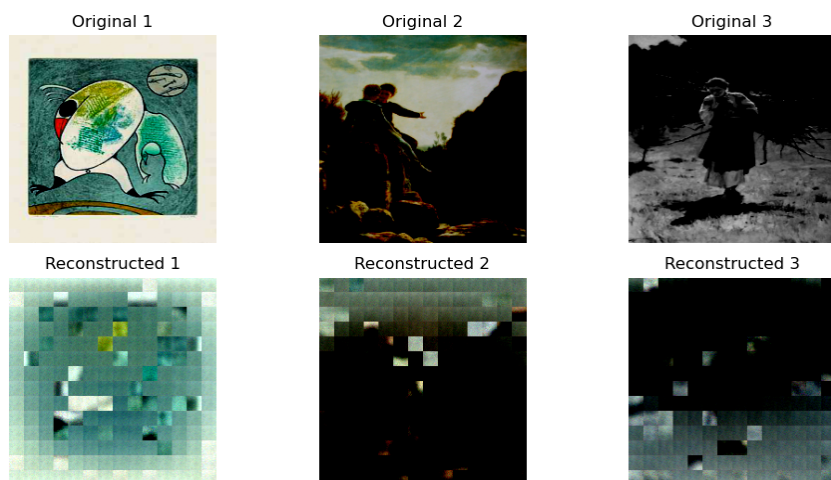 Original 1
Original 2
Original 3
Reconstructed 1
Reconstructed 2
Reconstructed 3